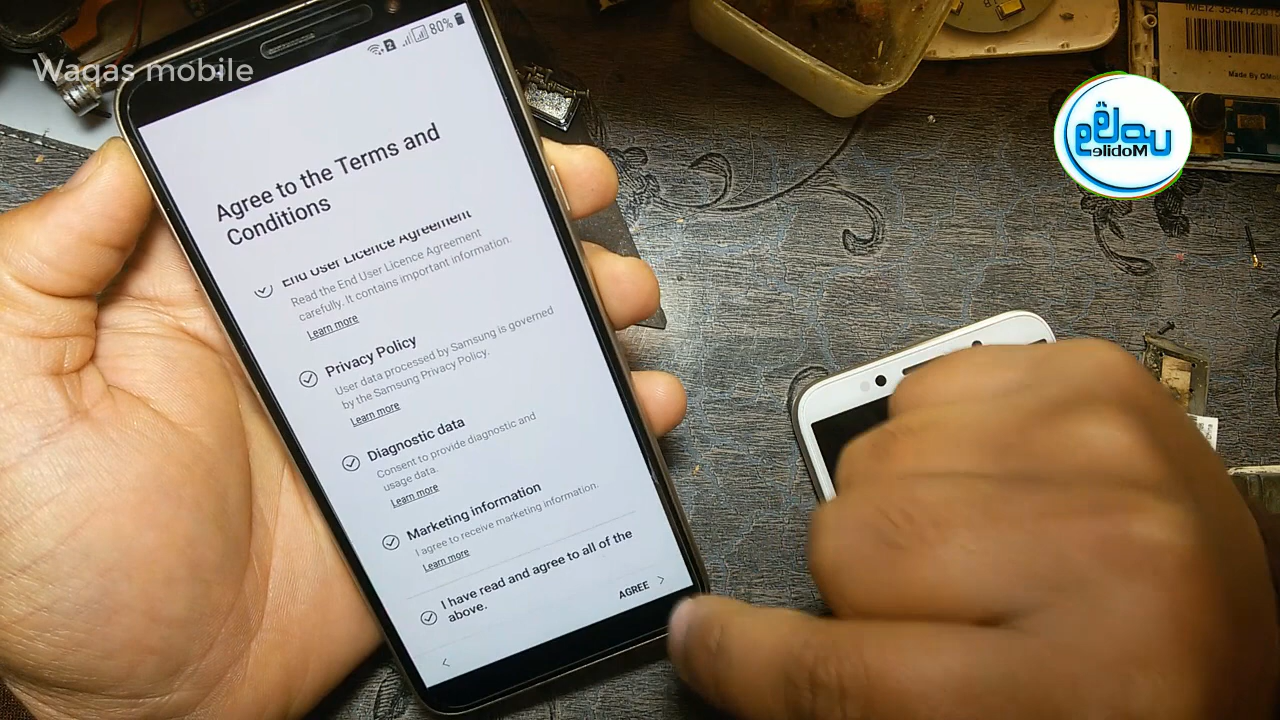 Waqas mobile
80%
Agree to the Terms and
Conditions
End User Licence Agreement
Read the End User Licence Agreement
carefully. It contains important information.
Learn more
Privacy Policy
User data processed by Samsung is governed
by the Samsung Privacy Policy.
Learn more
Diagnostic data
Consent to provide diagnostic and
usage data.
Learn more
Marketing information
I agree to receive marketing information.
Learn more
I have read and agree to all of the
above.
AGREE
Mobile
Made By